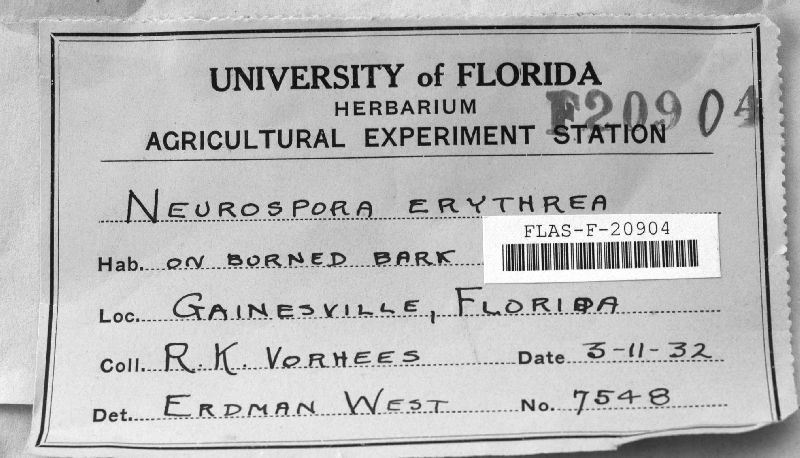 UNIVERSITY of FLORIDA
HERBARIUM
F20904
AGRICULTURAL EXPERIMENT STATION
NEUROSPORA ERYTHREA
FLAS-F-20904
Hab. ON BURNED BARK
Loc. GAINESVILLE, FLORIDA
Coll. R.K. VORHEES Date 3-11-32
Det. ERDMAN WEST No. 7548